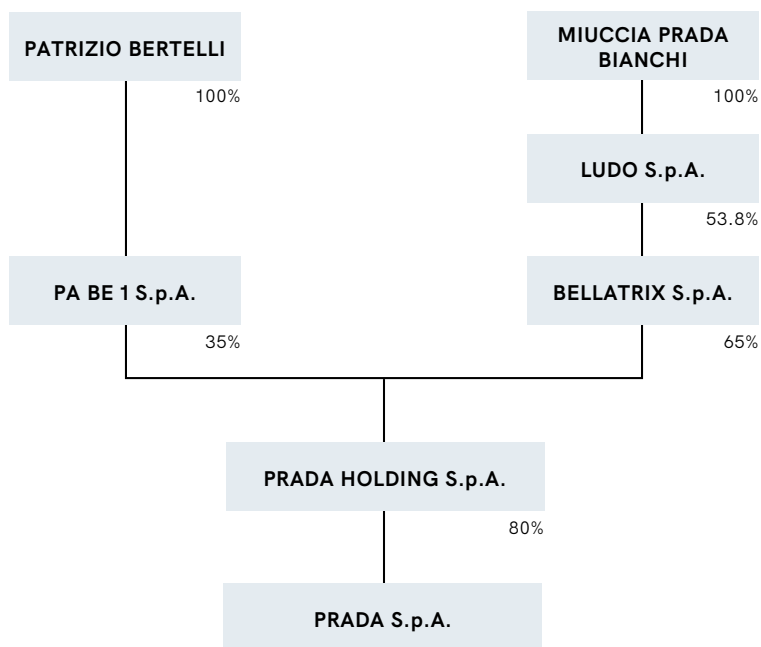 PATRIZIO BERTELLI
100%
MIUCCIA PRADA
BIANCHI
100%
LUDO S.p.A.
53.8%
PA BE 1 S.p.A.
35%
BELLATRIX S.p.A.
65%
PRADA HOLDING S.p.A.
80%
PRADA S.p.A.